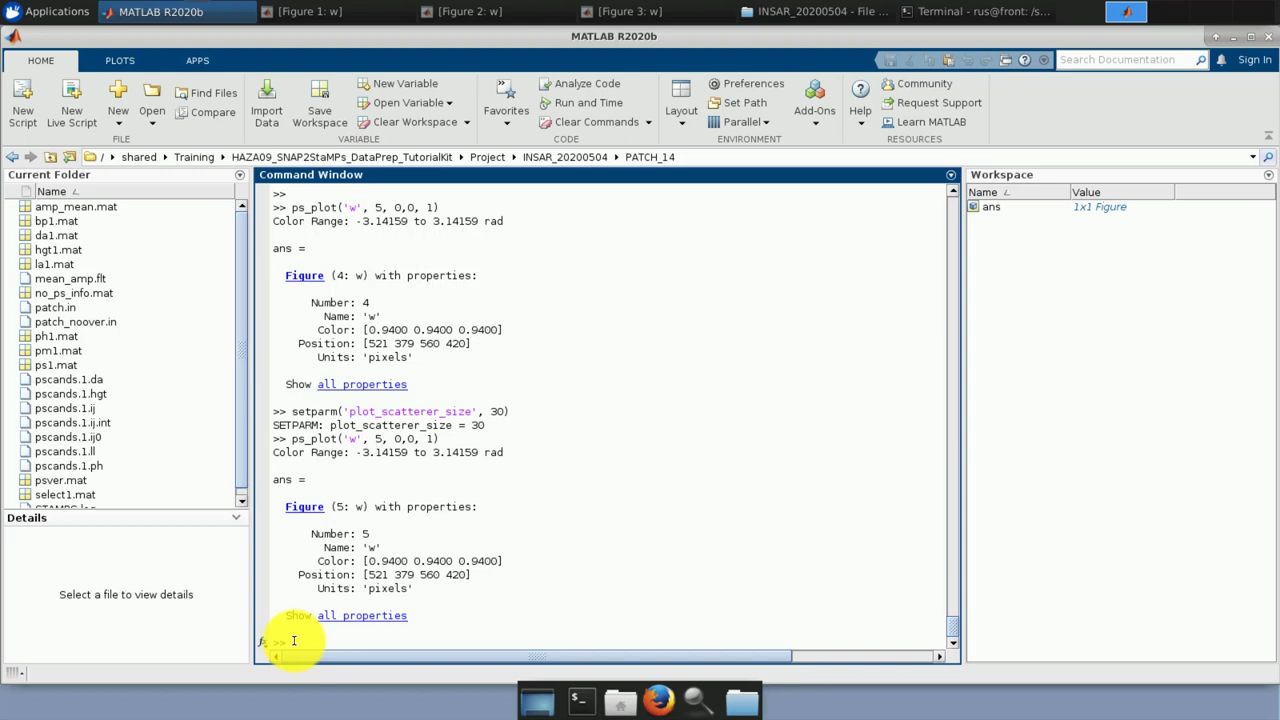 Applications MATLAB R2020b [Figure 1: w] [Figure 2: w] [Figure 3: w] INSAR_20200504 - File ... Terminal - rus@front: /s...
MATLAB R2020b
HOME PLOTS APPS Search Documentation Sign In
New Script
New Live Script
New
Open
Find Files
Compare
FILE
Import Data
Save Workspace
New Variable
Open Variable
Clear Workspace
VARIABLE
Favorites
Analyze Code
Run and Time
Clear Commands
CODE
Layout
Preferences
Set Path
Parallel
Add-Ons
ENVIRONMENT
Help
Community
Request Support
Learn MATLAB
RESOURCES
/ shared Training HAZA09_SNAP2StaMPs_DataPrep_TutorialKit Project INSAR_20200504 PATCH_14
Current Folder
Name
amp_mean.mat
bp1.mat
da1.mat
hgt1.mat
la1.mat
mean_amp.flt
no_ps_info.mat
patch.in
patch_noover.in
ph1.mat
pm1.mat
ps1.mat
pscands.1.da
pscands.1.hgt
pscands.1.ij
pscands.1.ij.int
pscands.1.ij0
pscands.1.ll
pscands.1.ph
psver.mat
select1.mat
Details
Select a file to view details
Command Window
>>
>> ps_plot('w', 5, 0,0, 1)
Color Range: -3.14159 to 3.14159 rad
ans =
Figure (4: w) with properties:
Number: 4
Name: 'w'
Color: [0.9400 0.9400 0.9400]
Position: [521 379 560 420]
Units: 'pixels'
Show all properties
>> setparm('plot_scatterer_size', 30)
SETPARM: plot_scatterer_size = 30
>> ps_plot('w', 5, 0,0, 1)
Color Range: -3.14159 to 3.14159 rad
ans =
Figure (5: w) with properties:
Number: 5
Name: 'w'
Color: [0.9400 0.9400 0.9400]
Position: [521 379 560 420]
Units: 'pixels'
Show all properties
>>
Workspace
Name Value
ans 1x1 Figure